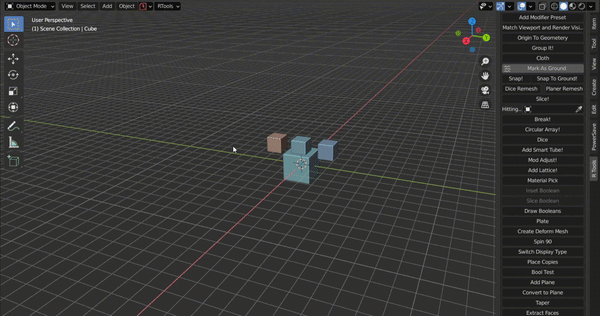 Object Mode View Select Add Object RTools
User Perspective
(1) Scene Collection | Cube
Z
Y
X
Add Modifier Preset
Match Viewport and Render Visi...
Origin To Geometery
Group It!
Cloth
Mark As Ground
Snap! Snap To Ground!
Dice Remesh Planer Remesh
Slice!
Hitting...
Break!
Circular Array!
Dice
Add Smart Tube!
Mod Adjust!
Add Lattice!
Material Pick
Inset Boolean
Slice Boolean
Draw Booleans
Plate
Create Deform Mesh
Spin 90
Switch Display Type
Place Copies
Bool Test
Add Plane
Convert to Plane
Taper
Extract Faces
Item
Tool
View
Create
Edit
PowerSave
R Tools